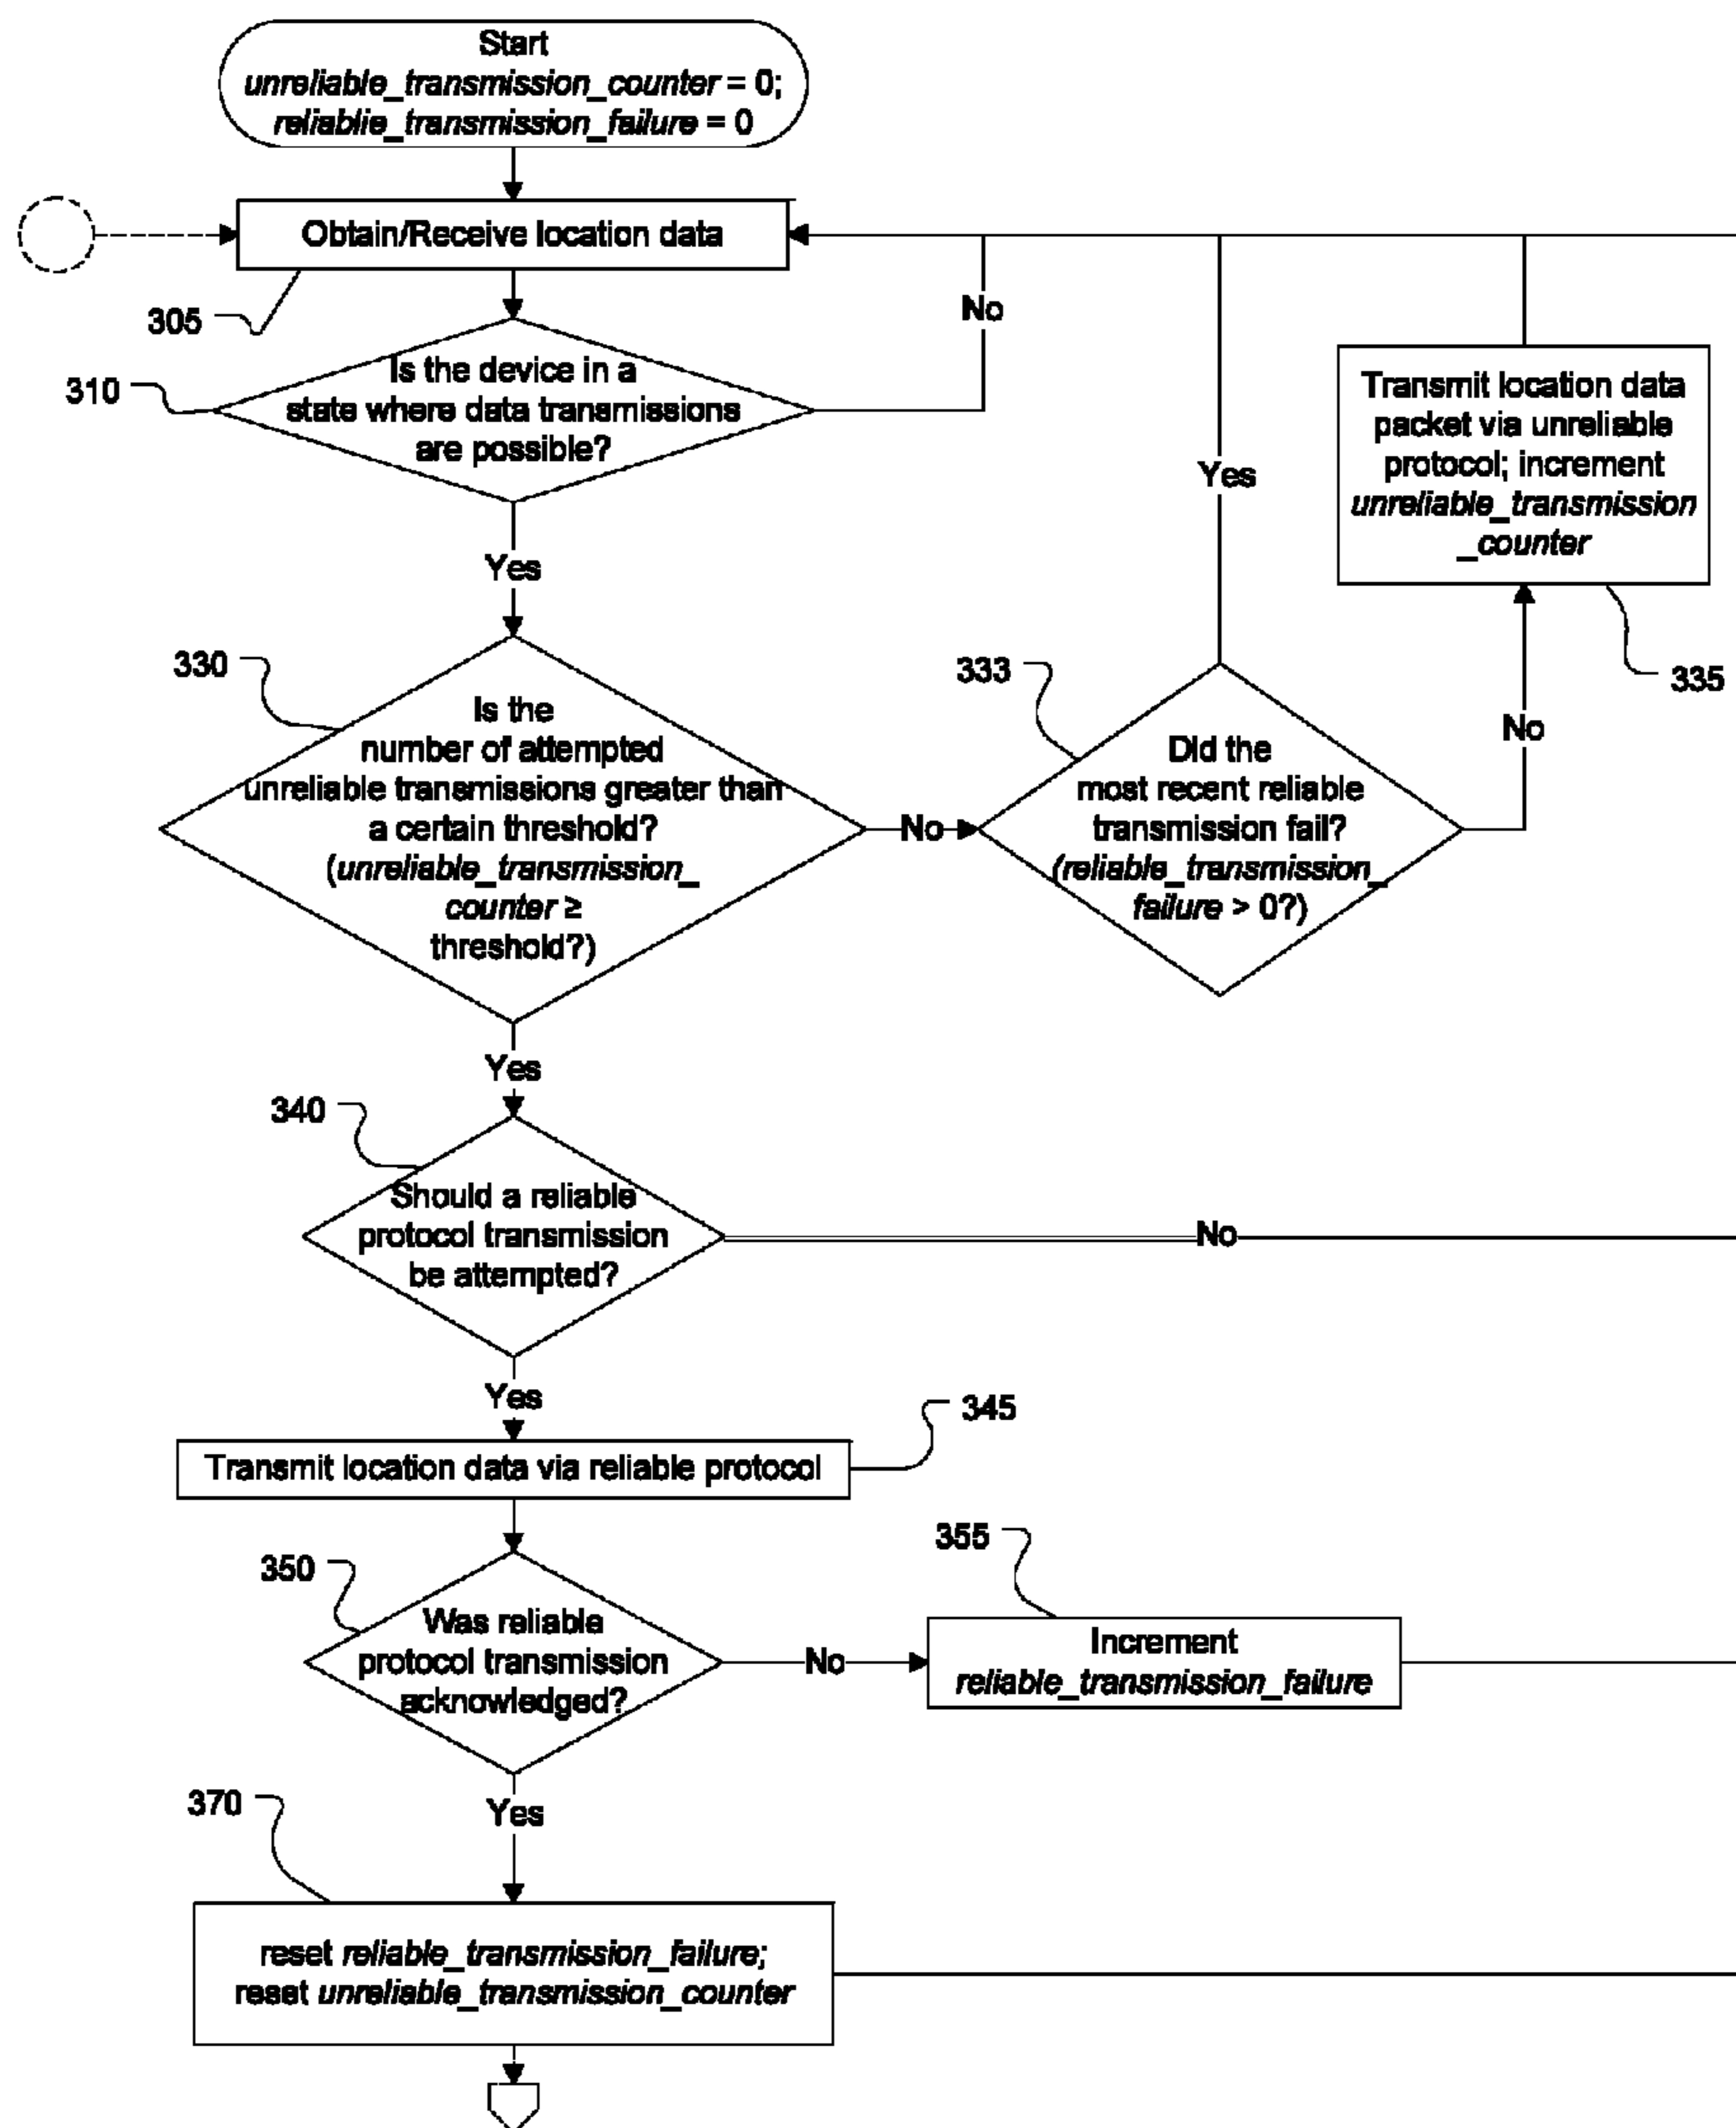 Start
unreliable_transmission_counter = 0;
reliablie_transmission_failure = 0
Obtain/Receive location data
305
No
310
Is the device in a
state where data transmissions
are possible?
Transmit location data
packet via unreliable
protocol; increment
unreliable_transmission
_counter
Yes
Yes
335
330
Is the
number of attempted
unreliable transmissions greater than
a certain threshold?
(unreliable_transmission_
counter ≥
threshold?)
No
333
Did the
most recent reliable
transmission fail?
(reliable_transmission_
failure > 0?)
No
Yes
340
Should a reliable
protocol transmission
be attempted?
No
Yes
345
Transmit location data via reliable protocol
350
Was reliable
protocol transmission
acknowledged?
No
355
Increment
reliable_transmission_failure
Yes
370
reset reliable_transmission_failure;
reset unreliable_transmission_counter